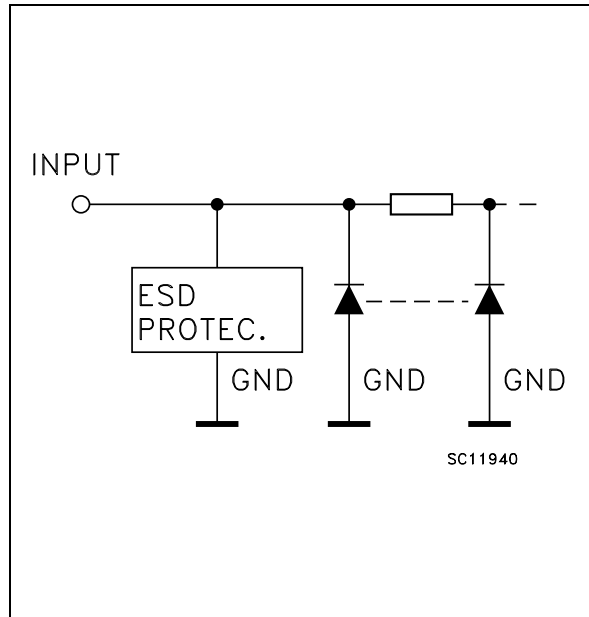 INPUT
ESD
PROTEC.
GND
GND
GND
SC11940